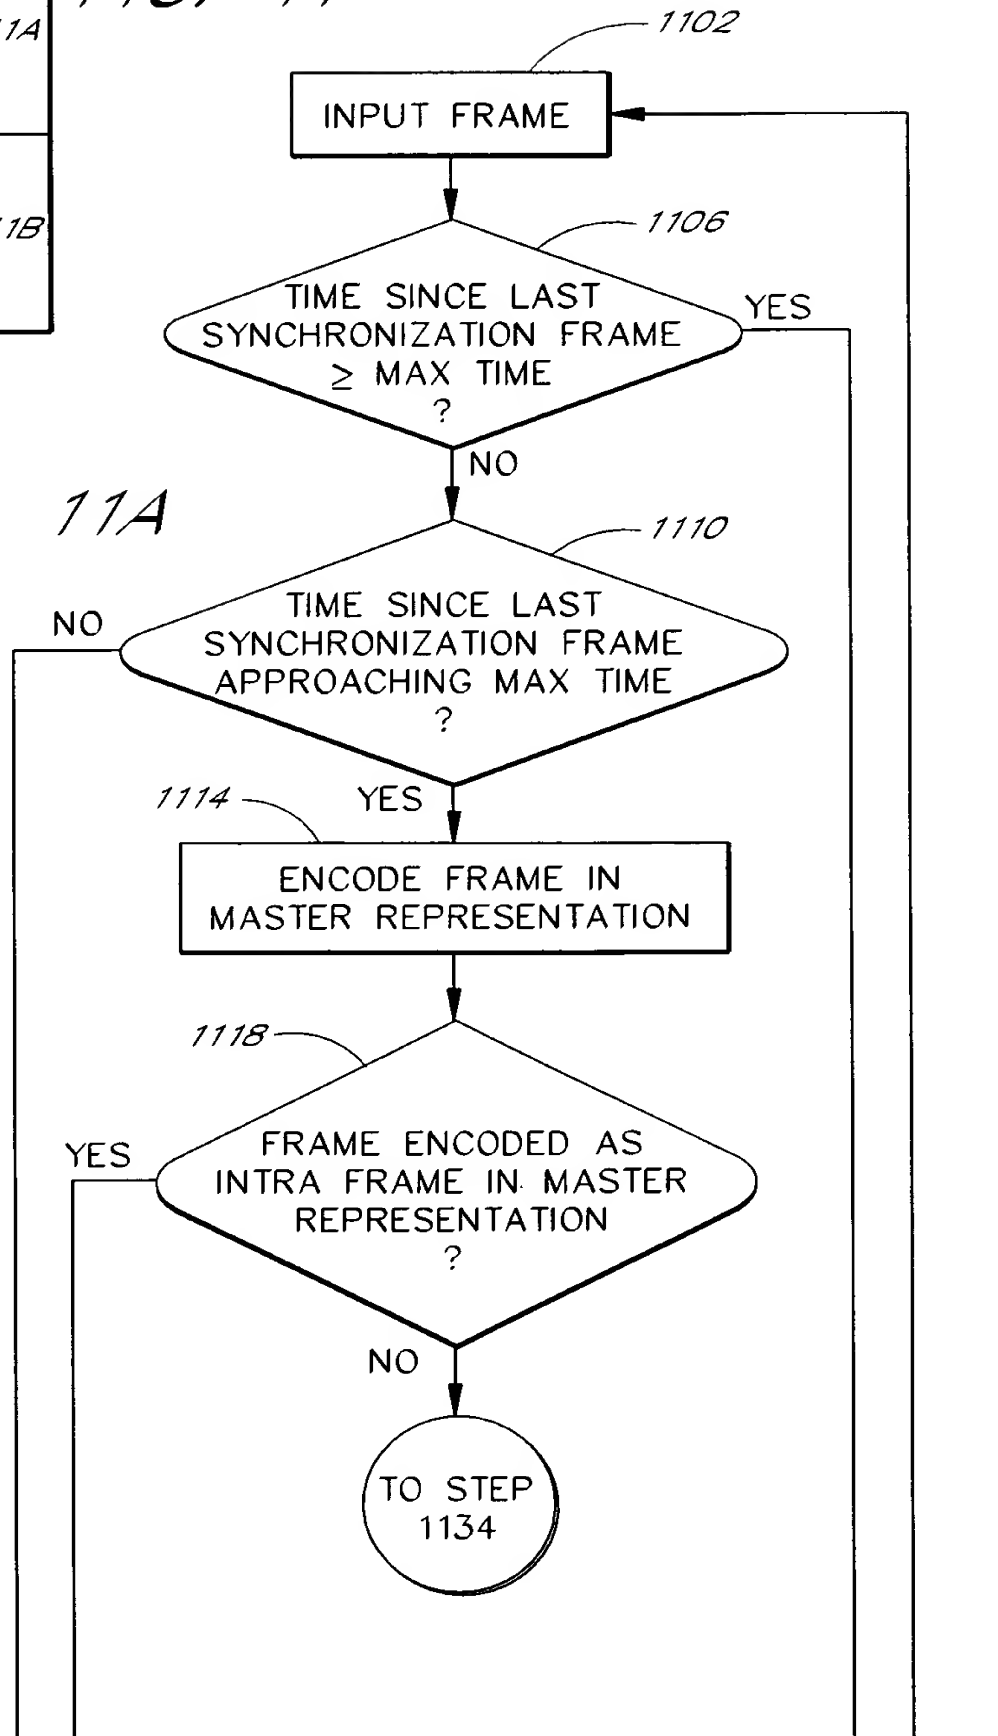 11A
1102
INPUT FRAME
11B
1106
TIME SINCE LAST
SYNCHRONIZATION FRAME
≥ MAX TIME
?
YES
NO
11A
1110
TIME SINCE LAST
SYNCHRONIZATION FRAME
APPROACHING MAX TIME
?
NO
YES
1114
ENCODE FRAME IN
MASTER REPRESENTATION
1118
FRAME ENCODED AS
INTRA FRAME IN MASTER
REPRESENTATION
?
YES
NO
TO STEP
1134